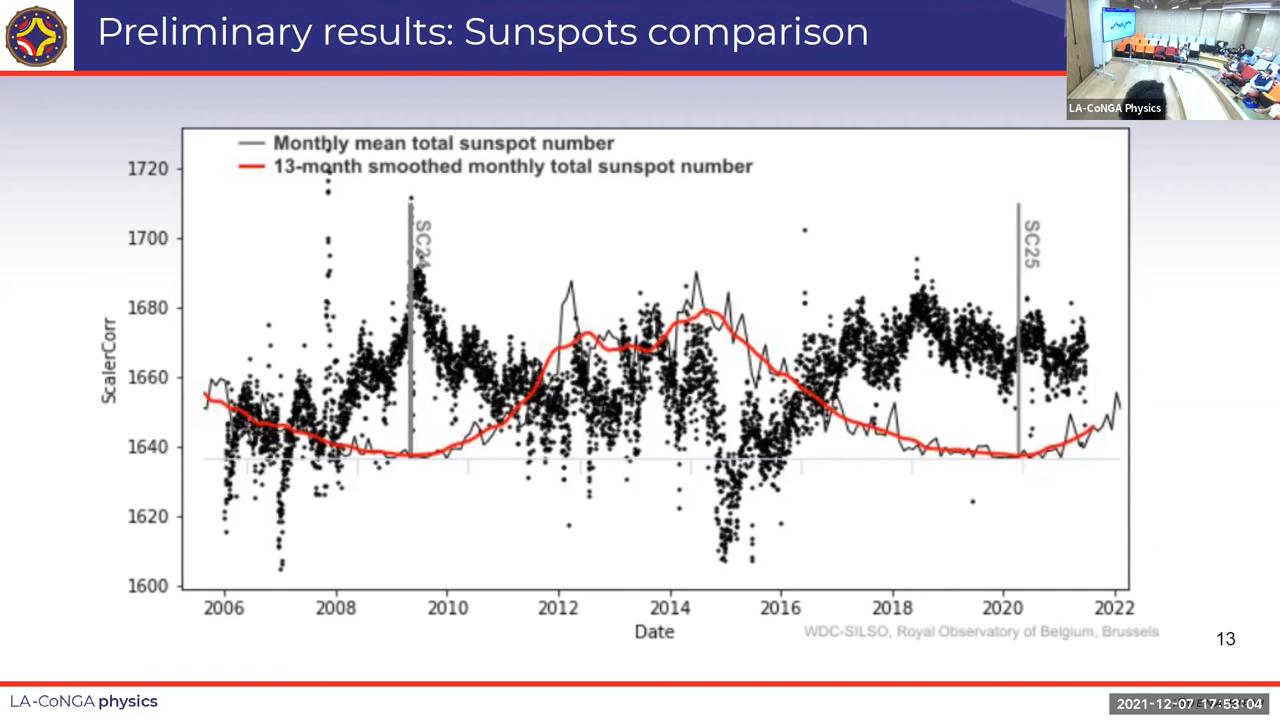 Preliminary results: Sunspots comparison
LA-CoNGA Physics
Monthly mean total sunspot number
13-month smoothed monthly total sunspot number
SC24
SC25
ScalerCorr
1720
1700
1680
1660
1640
1620
1600
2006 2008 2010 2012 2014 2016 2018 2020 2022
Date
WDC-SILSO, Royal Observatory of Belgium, Brussels
13
LA-CoNGA physics
2021-12-07 17:53:04